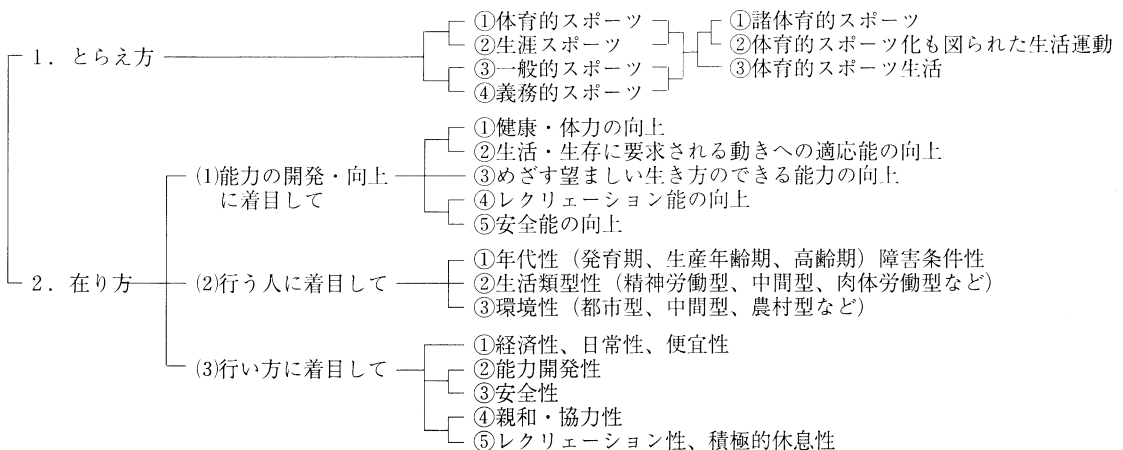 ①体育的スポーツ
②生涯スポーツ
③一般的スポーツ
④義務的スポーツ
①諸体育的スポーツ
②体育的スポーツ化も図られた生活運動
③体育的スポーツ生活
1．とらえ方
(1)能力の開発・向上
に着目して
①健康・体力の向上
②生活・生存に要求される動きへの適応能の向上
③めざす望ましい生き方のできる能力の向上
④レクリェーション能の向上
⑤安全能の向上
2．在り方
(2)行う人に着目して
①年代性（発育期、生産年齢期、高齢期）障害条件性
②生活類型性（精神労働型、中間型、肉体労働型など）
③環境性（都市型、中間型、農村型など）
(3)行い方に着目して
①経済性、日常性、便宜性
②能力開発性
③安全性
④親和・協力性
⑤レクリェーション性、積極的休息性